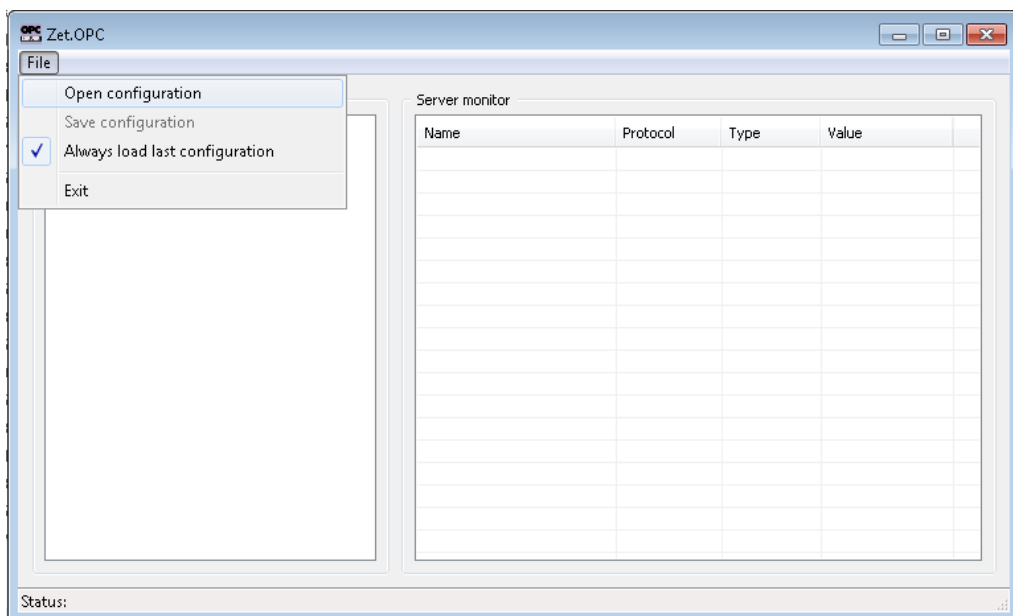 OPC Zet.OPC
File
Open configuration
Save configuration
Always load last configuration
Exit
Server monitor
Name Protocol Type Value
Status: